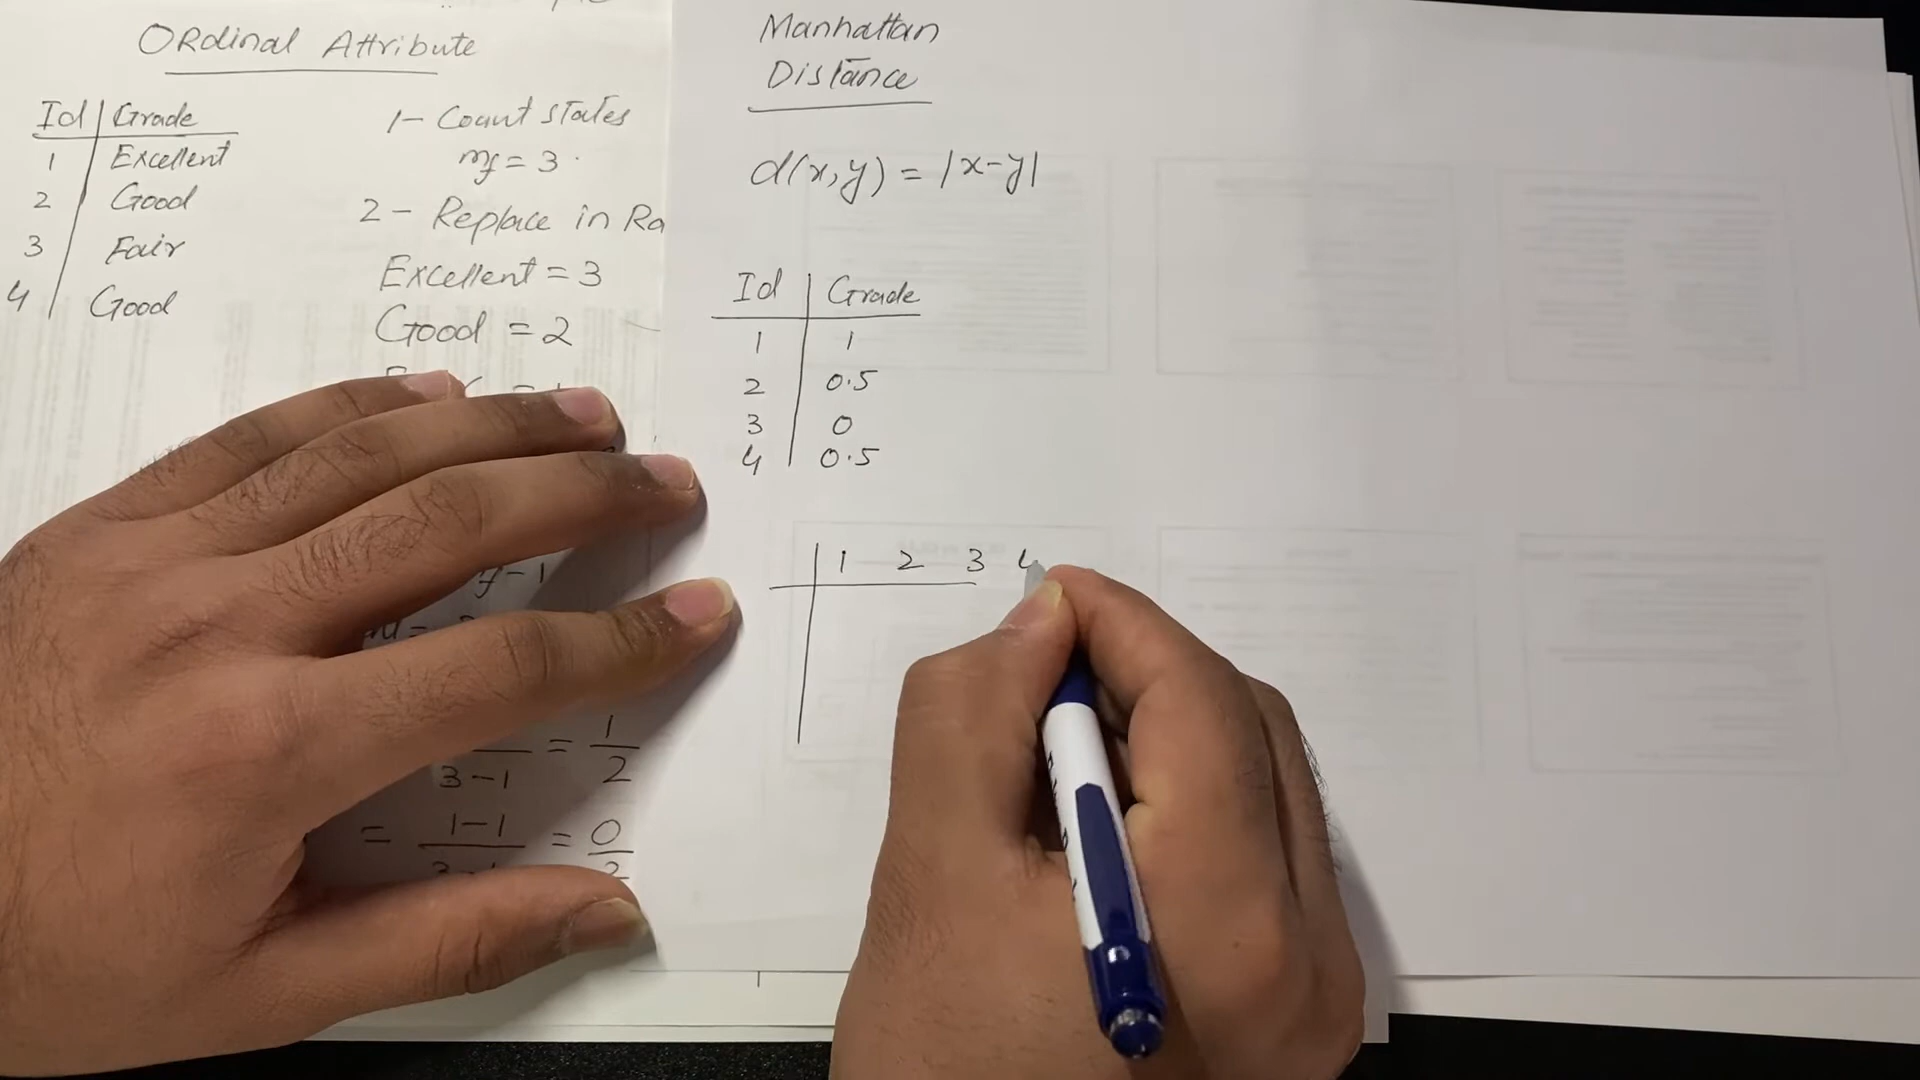 Ordinal Attribute
Id Grade
1 Excellent
2 Good
3 Fair
4 Good
1- Count states
mf = 3
2- Replace in Ra
Excellent = 3
Good = 2
f-1
3-1 = 1/2
= 1-1 = 0
Manhattan
Distance
d(x,y) = |x-y|
Id Grade
1 1
2 0.5
3 0
4 0.5
1 2 3 4